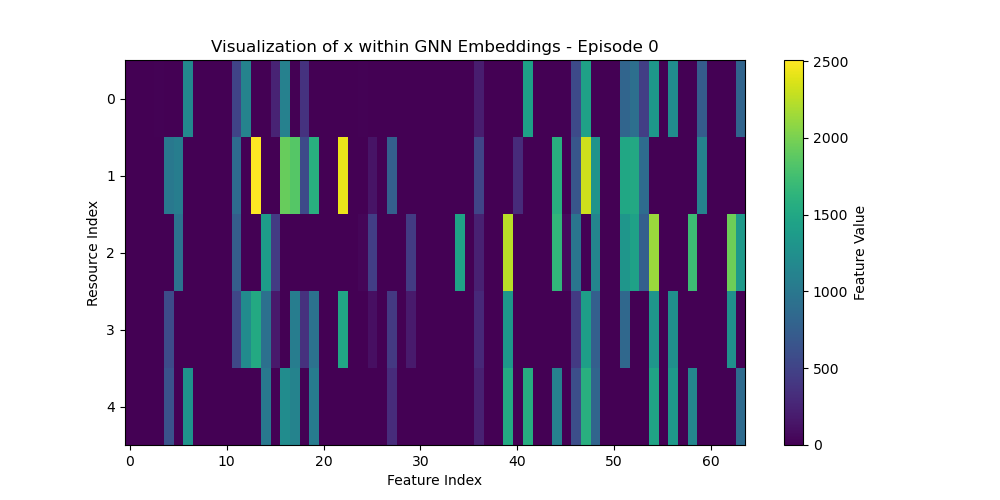 Visualization of x within GNN Embeddings - Episode 0
Resource Index
0
1
2
3
4
0 10 20 30 40 50 60
Feature Index
2500
2000
1500
1000
500
0
Feature Value